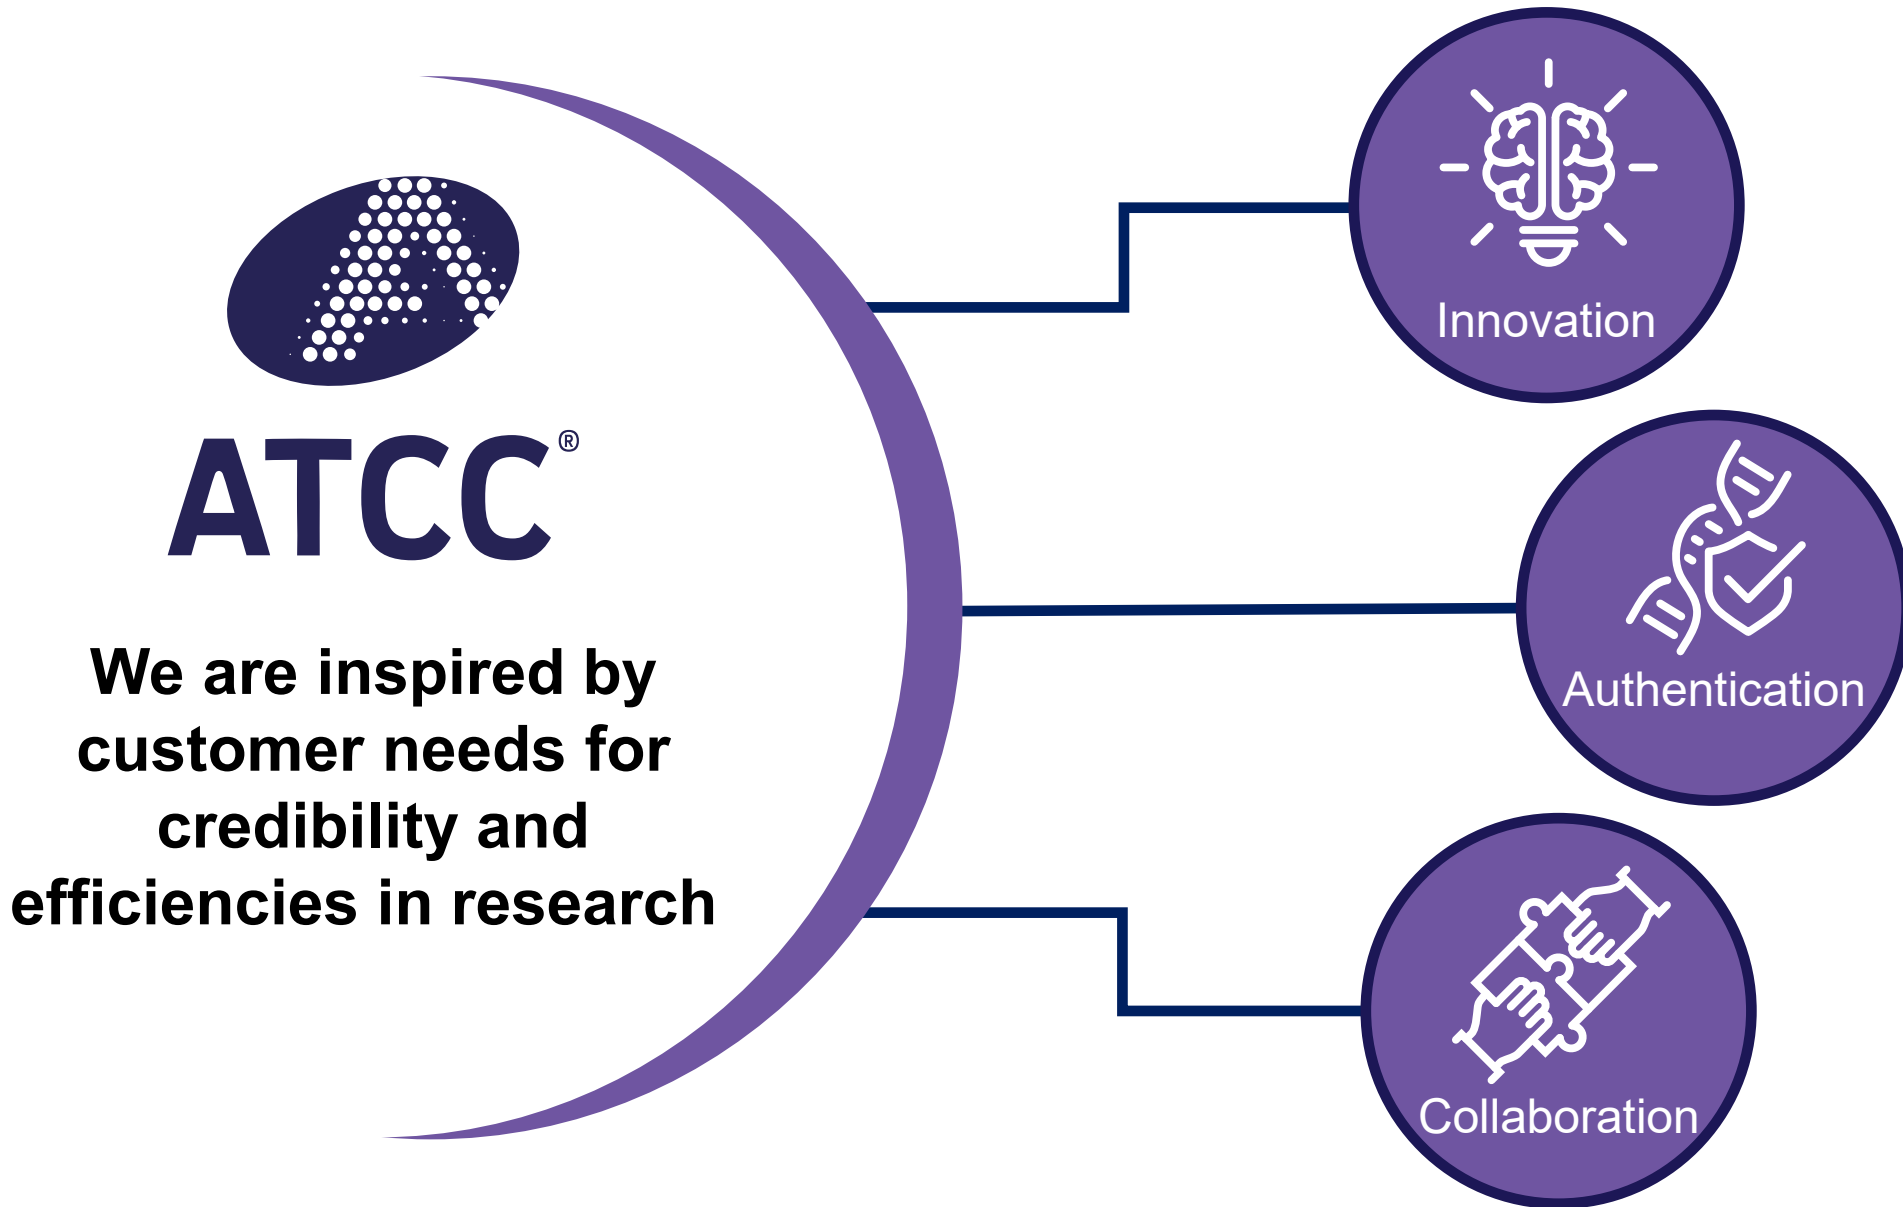 ATCC®
We are inspired by
customer needs for
credibility and
efficiencies in research
Innovation
Authentication
Collaboration